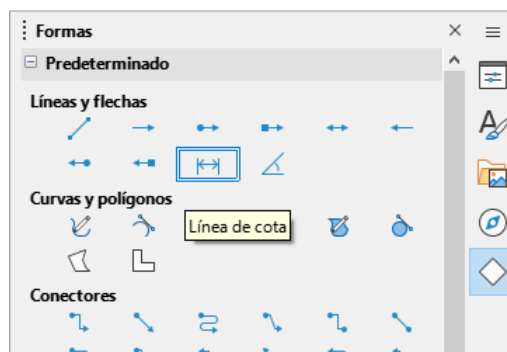 Formas
Predeterminado
Líneas y flechas
Curvas y polígonos
Línea de cota
Conectores